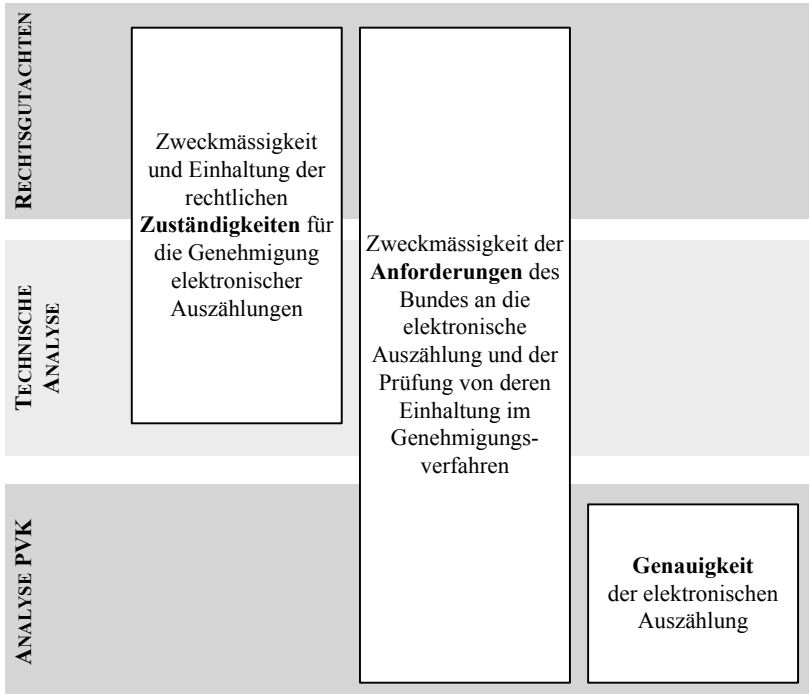 RECHTSGUTACHTEN
Zweckmässigkeit
und Einhaltung der
rechtlichen
Zuständigkeiten für
die Genehmigung
elektronischer
Auszählungen
Zweckmässigkeit der
Anforderungen des
Bundes an die
elektronische
Auszählung und der
Prüfung von deren
Einhaltung im
Genehmigungs-
verfahren
TECHNISCHE
ANALYSE
ANALYSE PVK
Genauigkeit
der elektronischen
Auszählung